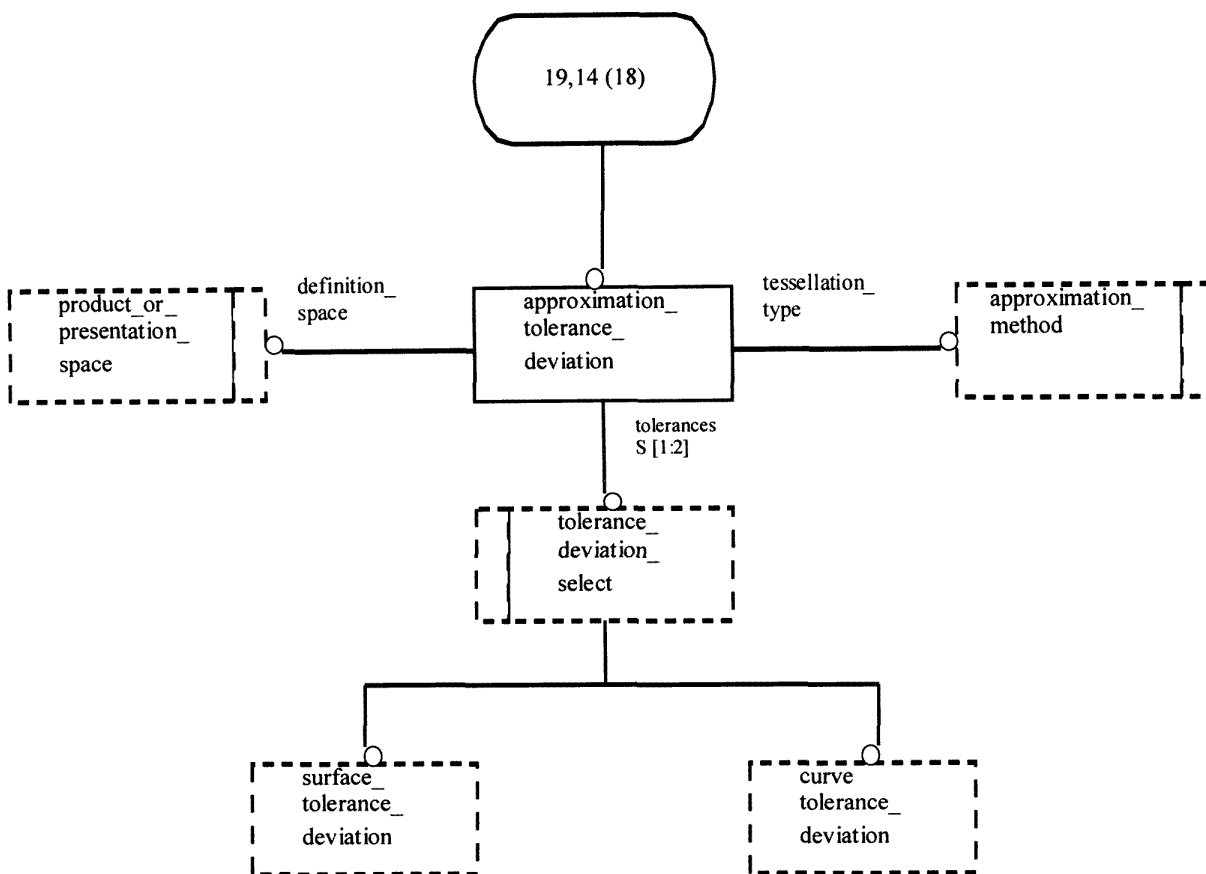 19,14 (18)
definition_
space
tessellation_
type
product_or_
presentation_
space
approximation_
tolerance_
deviation
approximation_
method
tolerances
S [1:2]
tolerance_
deviation_
select
surface_
tolerance_
deviation
curve
tolerance_
deviation